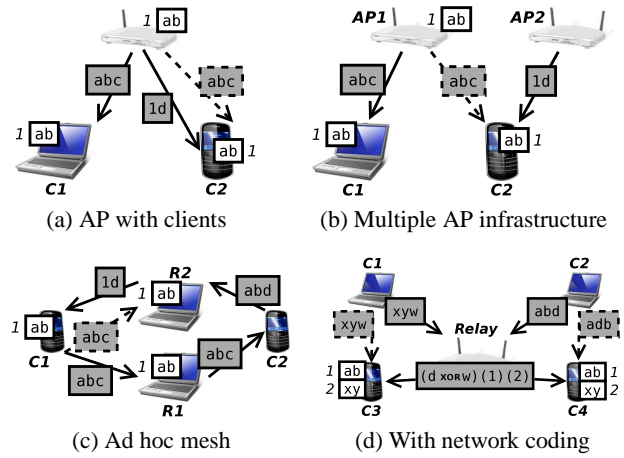 1 ab
abc
1d
abc
1 ab
ab 1
C1
C2
(a) AP with clients
AP1
1 ab
AP2
abc
abc
1d
1 ab
ab 1
C1
C2
(b) Multiple AP infrastructure
R2
1d
1 ab
abd
1 ab
C1
abc
C2
abc
1 ab
abc
R1
(c) Ad hoc mesh
C1
C2
xyw
xyw
Relay
abd
adb
1 ab
2 xy
(d XOR W)(1)(2)
ab 1
xy 2
C3
C4
(d) With network coding